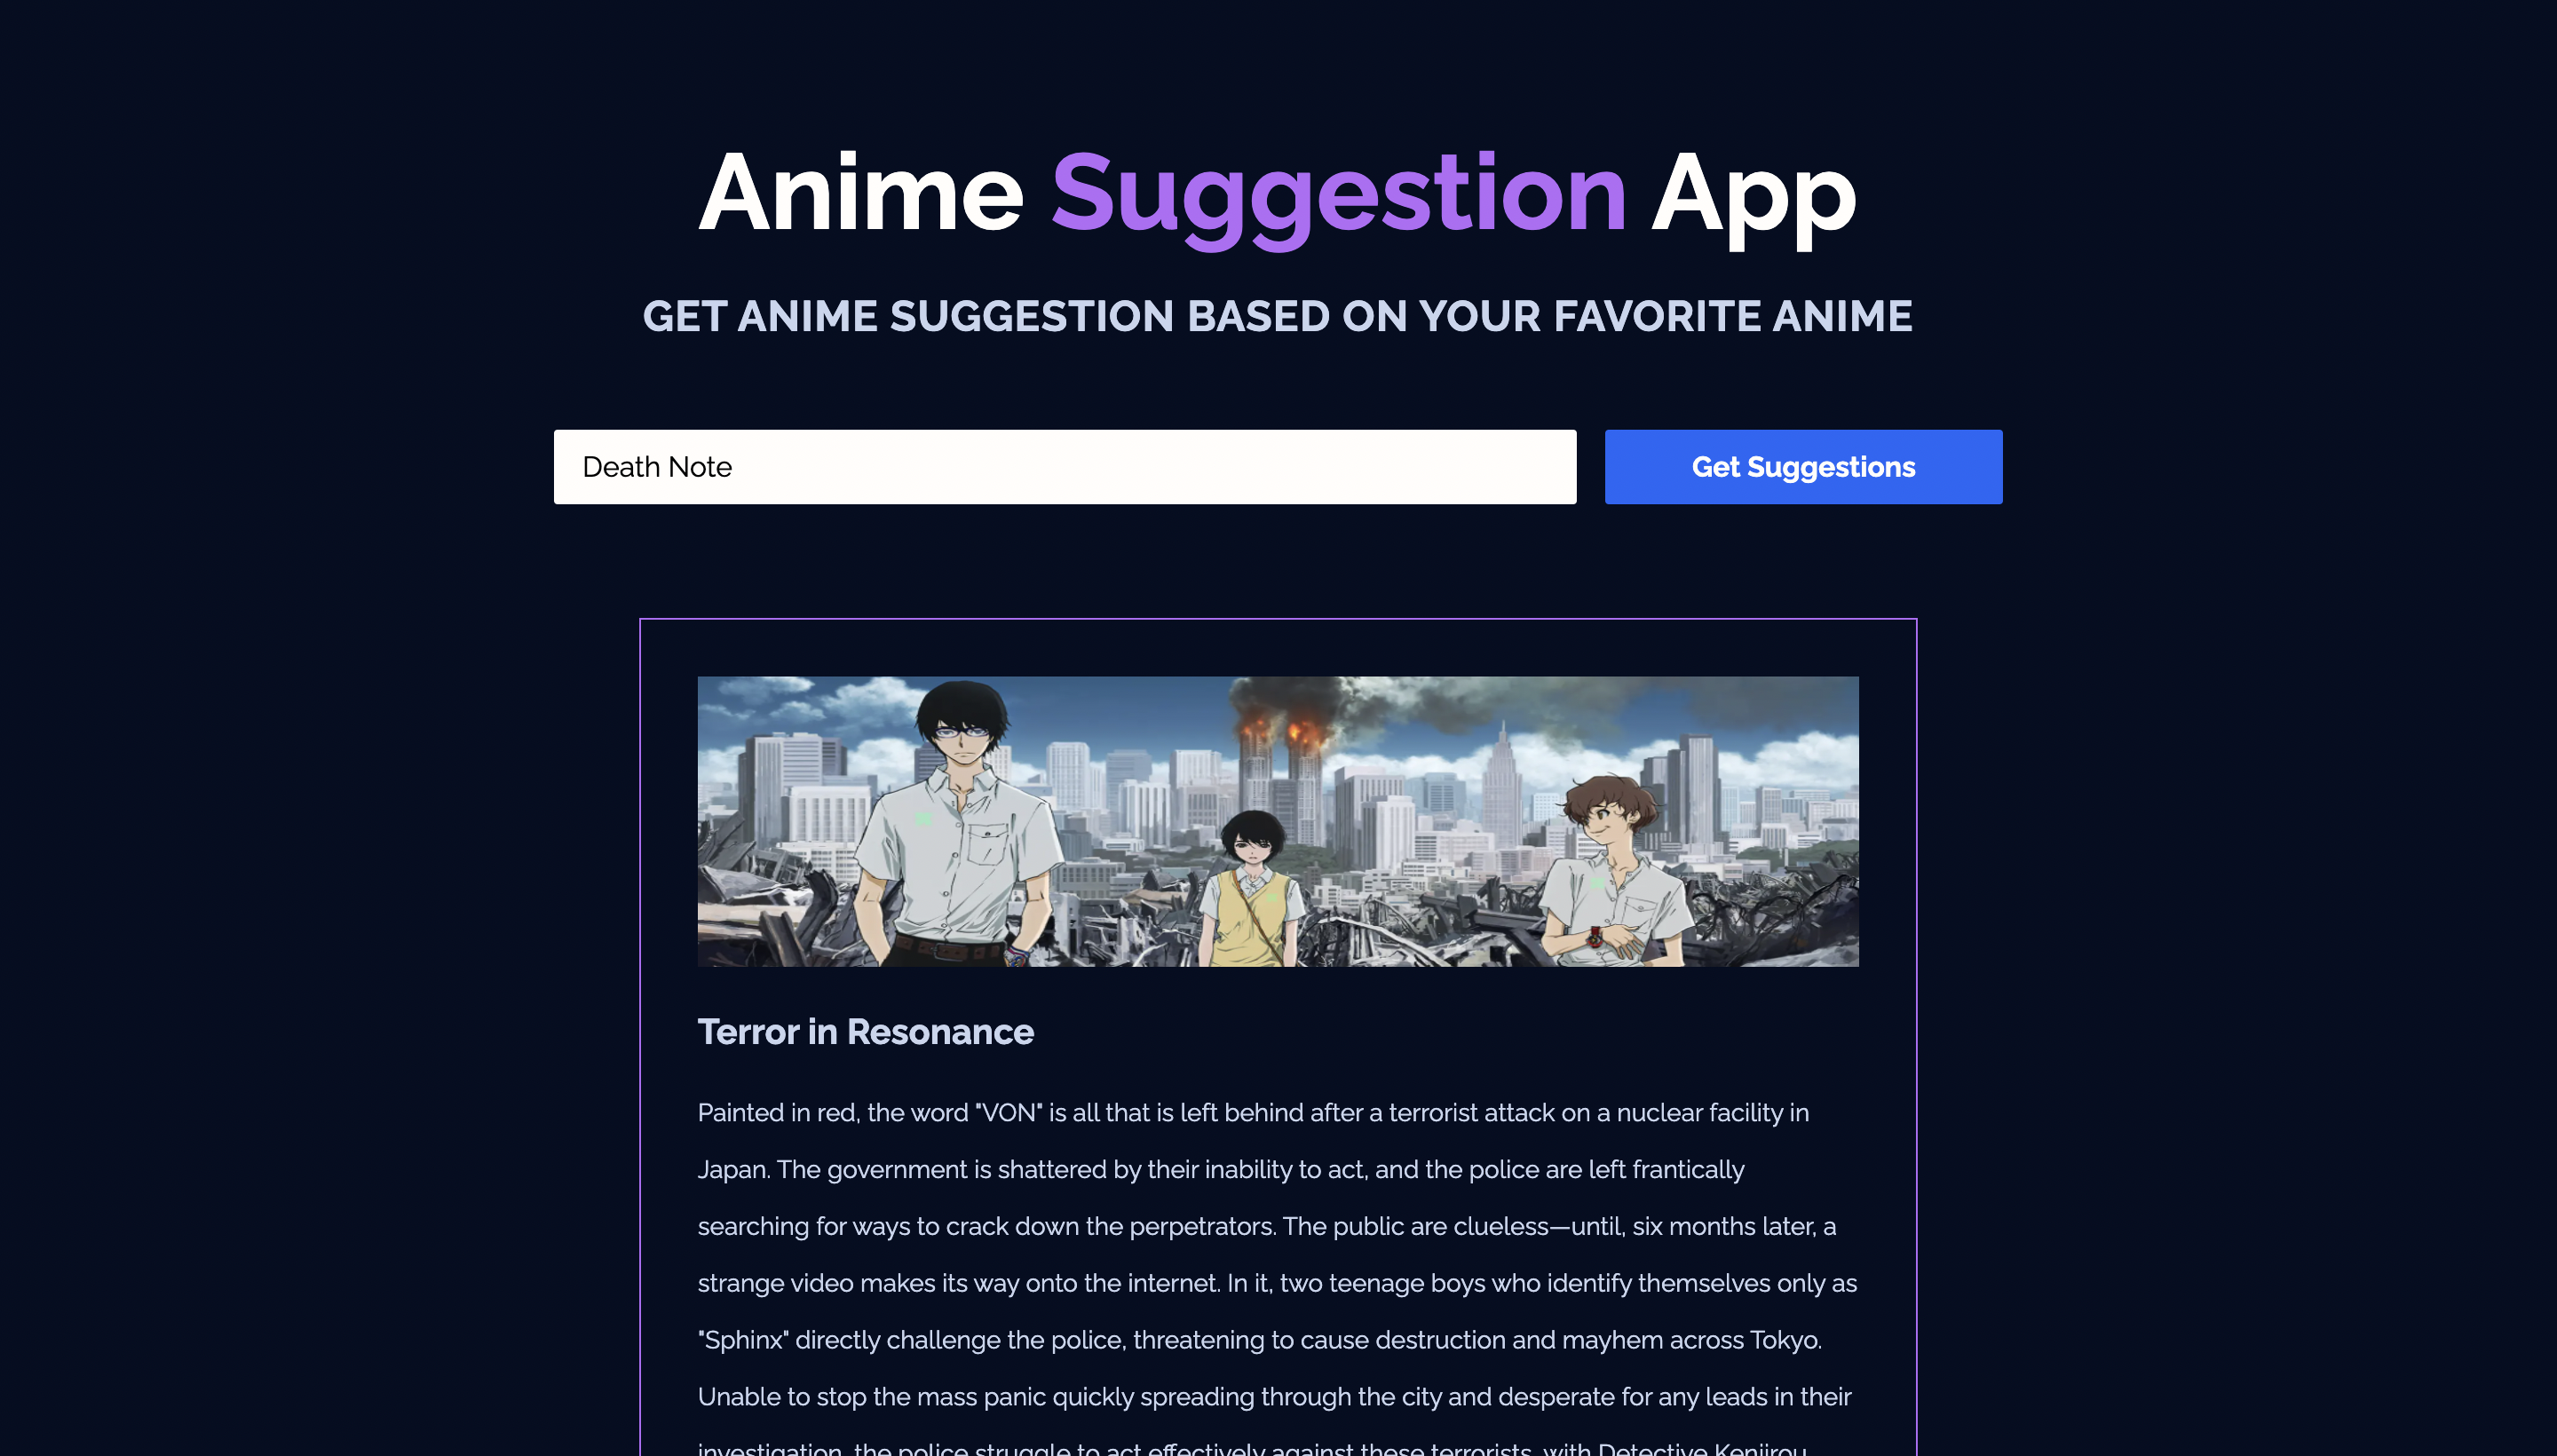 Anime Suggestion App
GET ANIME SUGGESTION BASED ON YOUR FAVORITE ANIME
Death Note
Get Suggestions
Terror in Resonance
Painted in red, the word "VON" is all that is left behind after a terrorist attack on a nuclear facility in
Japan. The government is shattered by their inability to act, and the police are left frantically
searching for ways to crack down the perpetrators. The public are clueless—until, six months later, a
strange video makes its way onto the internet. In it, two teenage boys who identify themselves only as
"Sphinx" directly challenge the police, threatening to cause destruction and mayhem across Tokyo.
Unable to stop the mass panic quickly spreading through the city and desperate for any leads in their
investigation, the police struggle to act effectively against these terrorists, with Detective Kenjirou